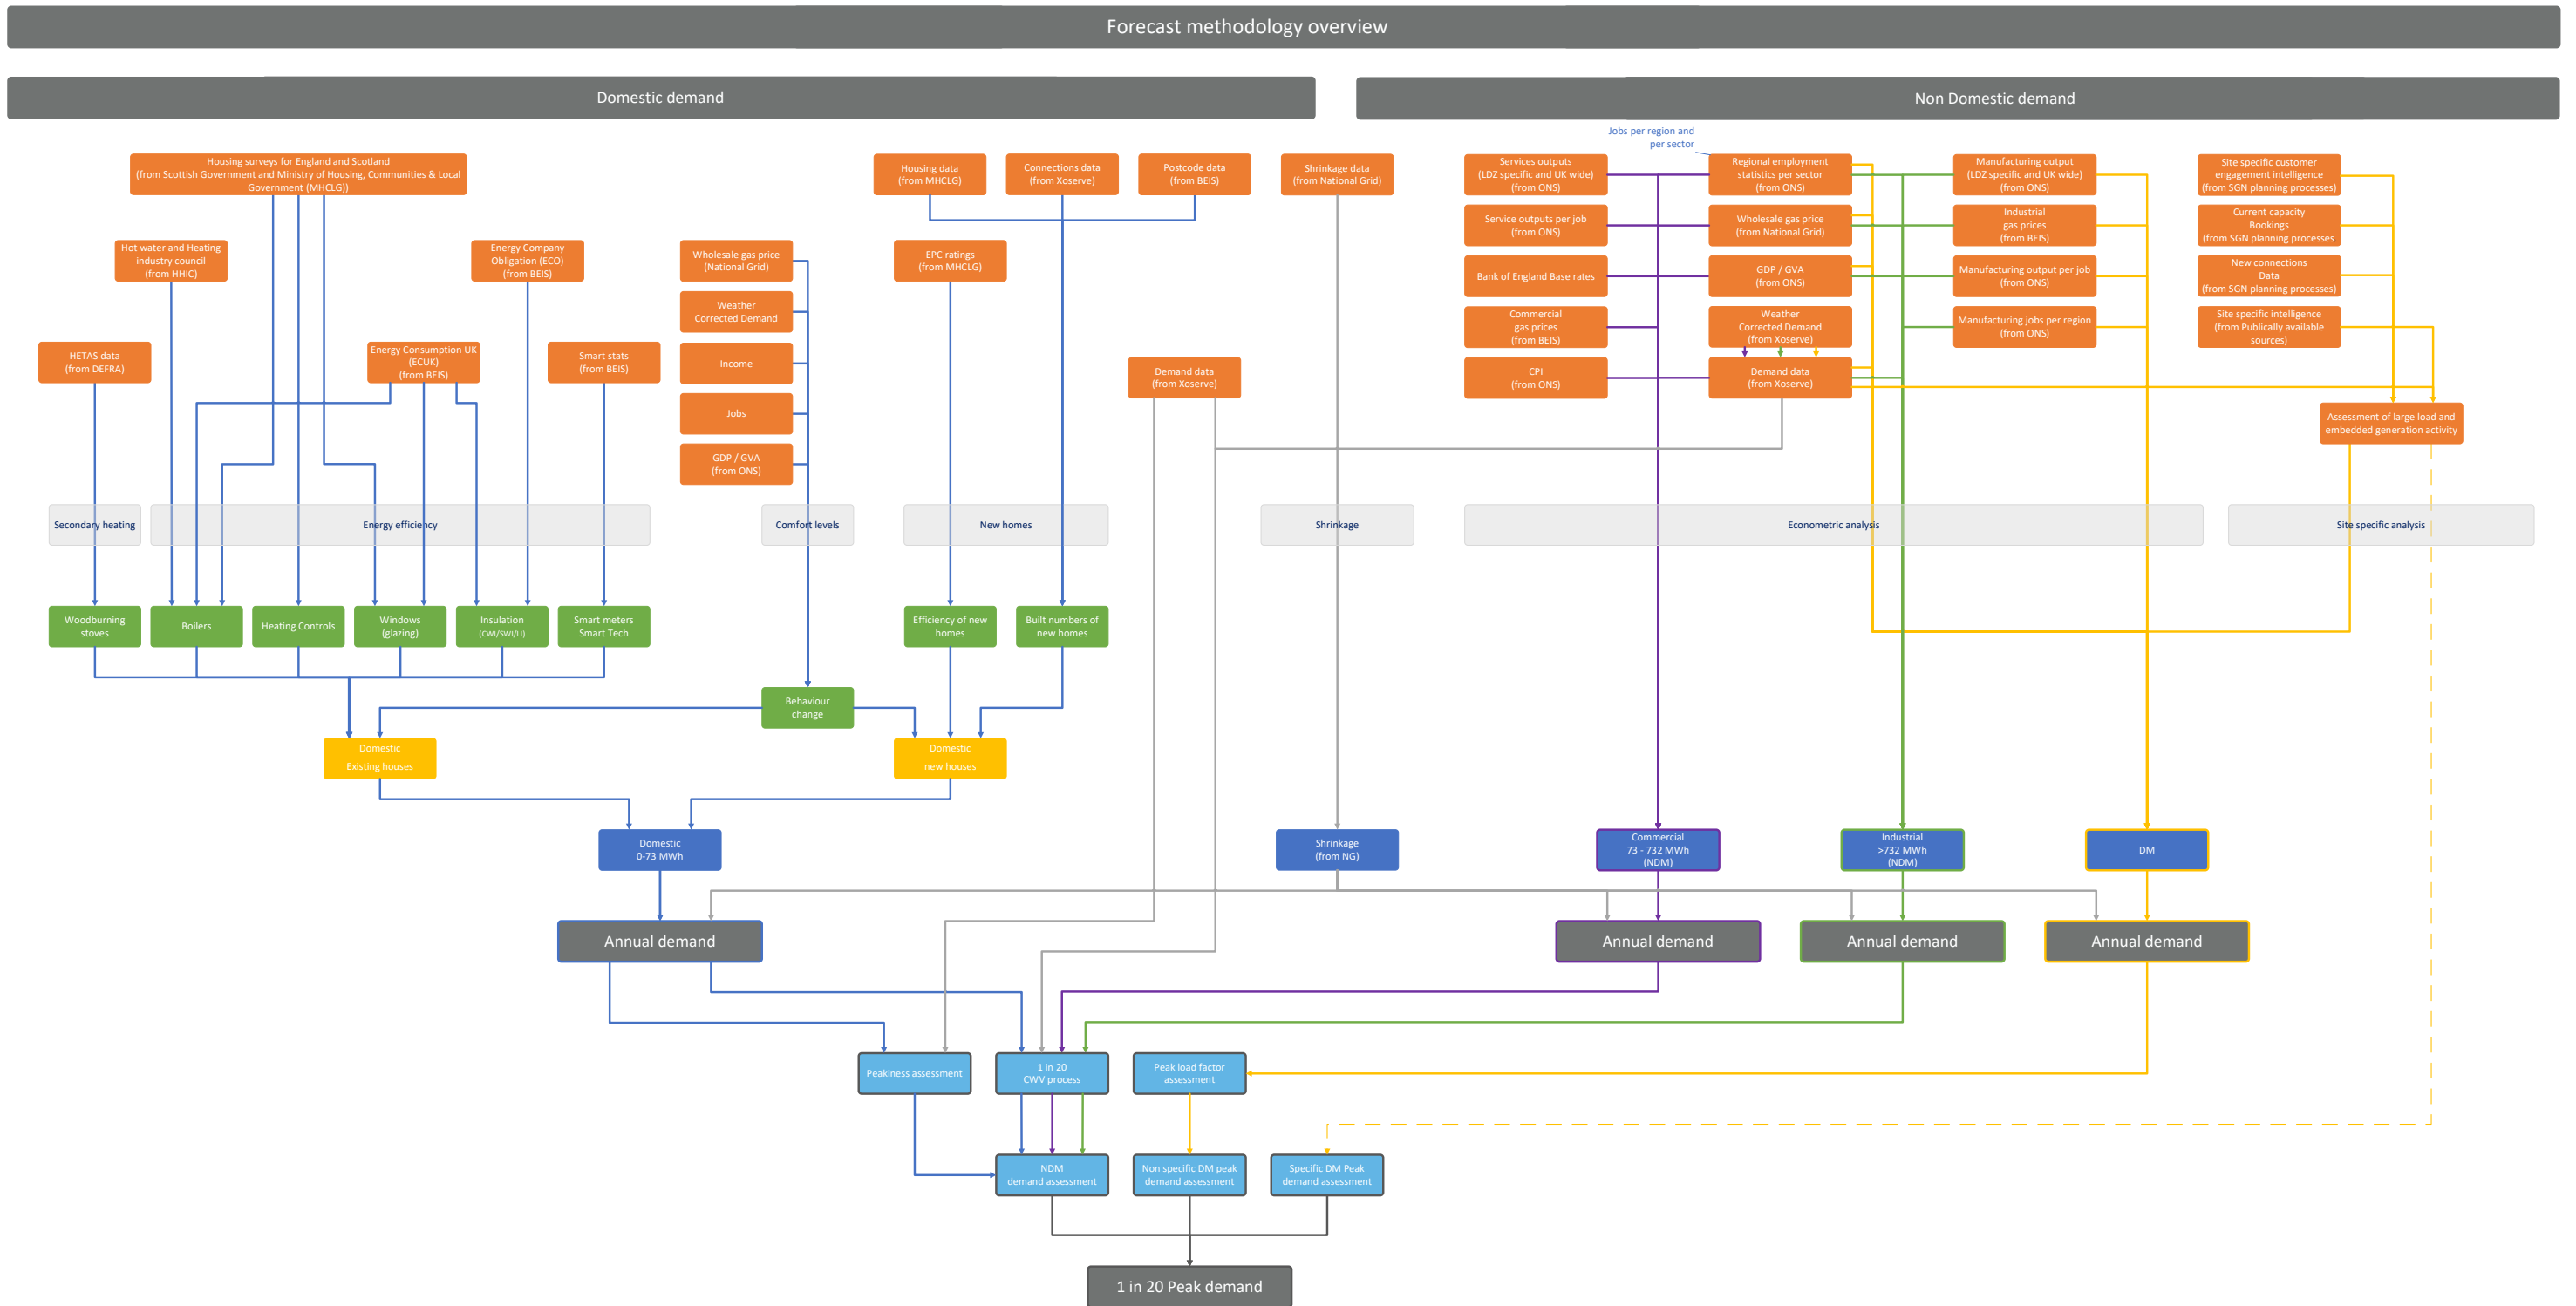 Forecast methodology overview
Domestic demand
Non Domestic demand
Jobs per region and
per sector
Housing surveys for England and Scotland
(from Scottish Government and Ministry of Housing, Communities & Local
Government (MHCLG))
Housing data
(from MHCLG)
Connections data
(from Xoserve)
Postcode data
(from BEIS)
Shrinkage data
(from National Grid)
Services outputs
(LDZ specific and UK wide)
(from ONS)
Regional employment
statistics per sector
(from ONS)
Manufacturing output
(LDZ specific and UK wide)
(from ONS)
Site specific customer
engagement intelligence
(from SGN planning processes)
Service outputs per job
(from ONS)
Wholesale gas price
(from National Grid)
Industrial
gas prices
(from BEIS)
Current capacity
Bookings
(from SGN planning processes
Hot water and Heating
industry council
(from HHIC)
Energy Company
Obligation (ECO)
(from BEIS)
Wholesale gas price
(National Grid)
EPC ratings
(from MHCLG)
Bank of England Base rates
GDP / GVA
(from ONS)
Manufacturing output per job
(from ONS)
New connections
Data
(from SGN planning processes)
Weather
Corrected Demand
Commercial
gas prices
(from BEIS)
Weather
Corrected Demand
(from Xoserve)
Manufacturing jobs per region
(from ONS)
Site specific intelligence
(from Publically available
sources)
HETAS data
(from DEFRA)
Energy Consumption UK
(ECUK)
(from BEIS)
Smart stats
(from BEIS)
Income
Demand data
(from Xoserve)
CPI
(from ONS)
Demand data
(from Xoserve)
Jobs
Assessment of large load and
embedded generation activity
GDP / GVA
(from ONS)
Secondary heating
Energy efficiency
Comfort levels
New homes
Shrinkage
Econometric analysis
Site specific analysis
Woodburning
stoves
Boilers
Heating Controls
Windows
(glazing)
Insulation
(CWI/SWI/LI)
Smart meters
Smart Tech
Efficiency of new
homes
Built numbers of
new homes
Behaviour
change
Domestic
Existing houses
Domestic
new houses
Domestic
0-73 MWh
Shrinkage
(from NG)
Commercial
73 - 732 MWh
(NDM)
Industrial
>732 MWh
(NDM)
DM
Annual demand
Annual demand
Annual demand
Annual demand
Peakiness assessment
1 in 20
CWV process
Peak load factor
assessment
NDM
demand assessment
Non specific DM peak
demand assessment
Specific DM Peak
demand assessment
1 in 20 Peak demand